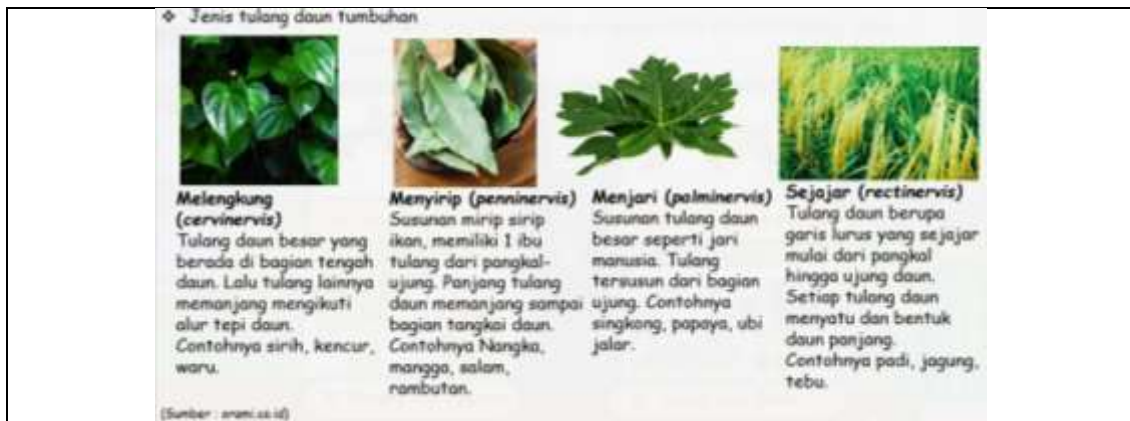 ❖ Jenis tulang daun tumbuhan
Melengkung
(cervinervis)
Tulang daun besar yang
berada di bagian tengah
daun. Lalu tulang lainnya
memanjang mengikuti
alur tepi daun.
Contohnya sirih, kencur,
waru.
Menyirip (penninervis)
Susunan mirip sirip
ikan, memiliki 1 ibu
tulang dari pangkal-
ujung. Panjang tulang
daun memanjang sampai
bagian tangkai daun.
Contohnya Nangka,
mangga, salam,
rambutan.
Menjari (palminervis)
Susunan tulang daun
besar seperti jari
manusia. Tulang
tersusun dari bagian
ujung. Contohnya
singkong, papaya, ubi
jalar.
Sejajar (rectinervis)
Tulang daun berupa
garis lurus yang sejajar
mulai dari pangkal
hingga ujung daun.
Setiap tulang daun
menyatu dan bentuk
daun panjang.
Contohnya padi, jagung,
tebu.
(Sumber : orami.co.id)